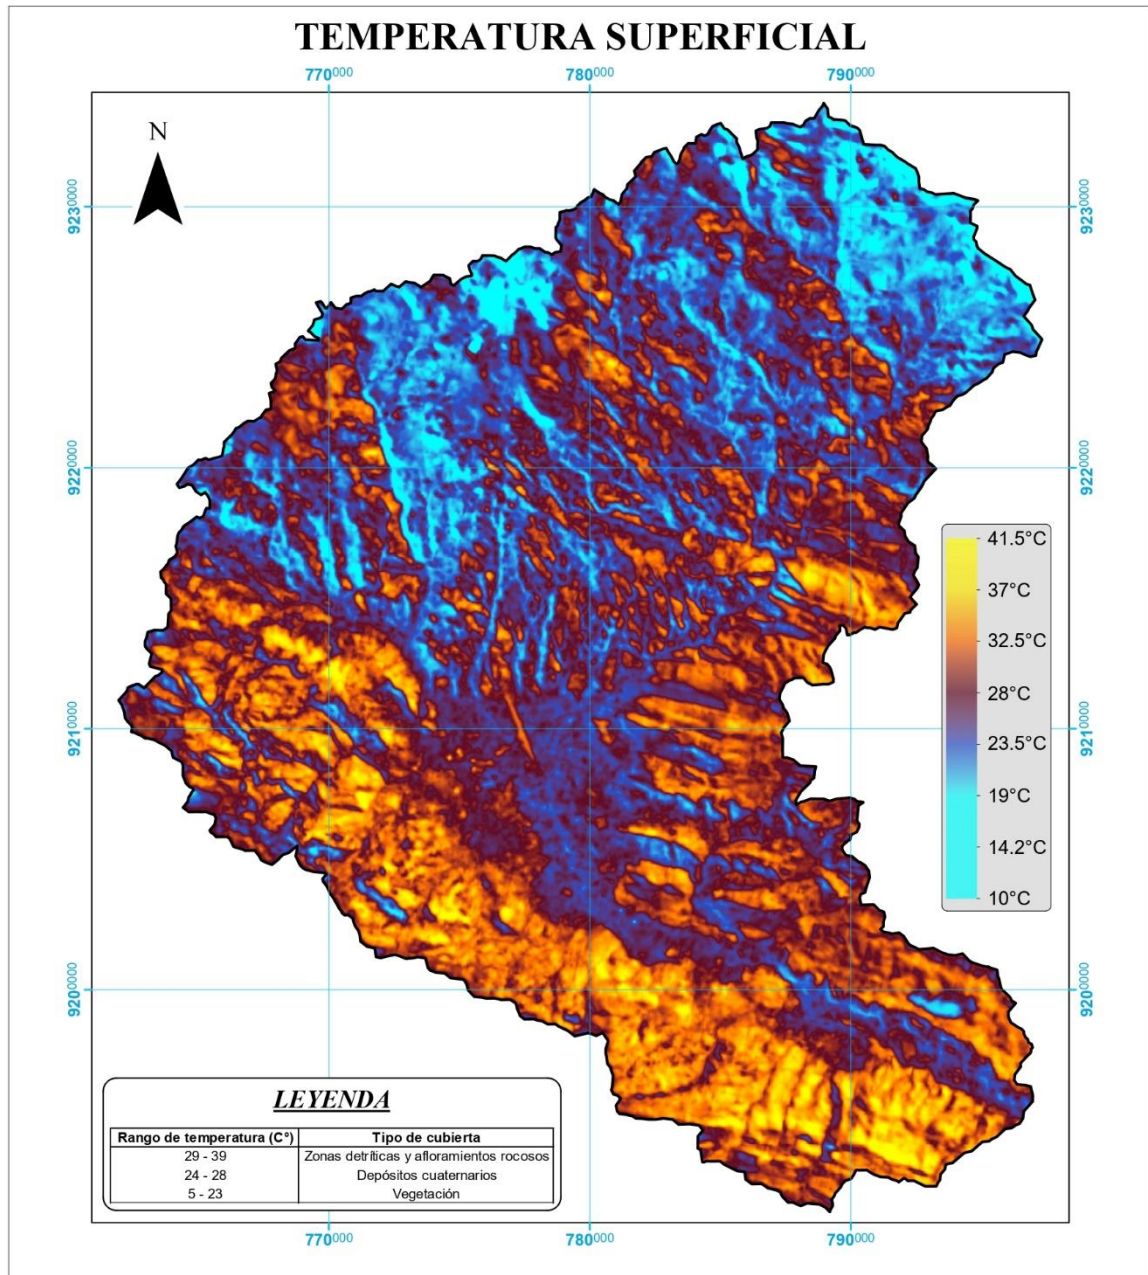 TEMPERATURA SUPERFICIAL
770000 780000 790000
N
9230000 9230000
9220000 9220000
41.5°C
37°C
32.5°C
28°C
23.5°C
19°C
14.2°C
10°C
9210000 9210000
9200000 9200000
LEYENDA
Rango de temperatura (C°) Tipo de cubierta
29 - 39 Zonas detríticas y afloramientos rocosos
24 - 28 Depósitos cuaternarios
5 - 23 Vegetación
770000 780000 790000